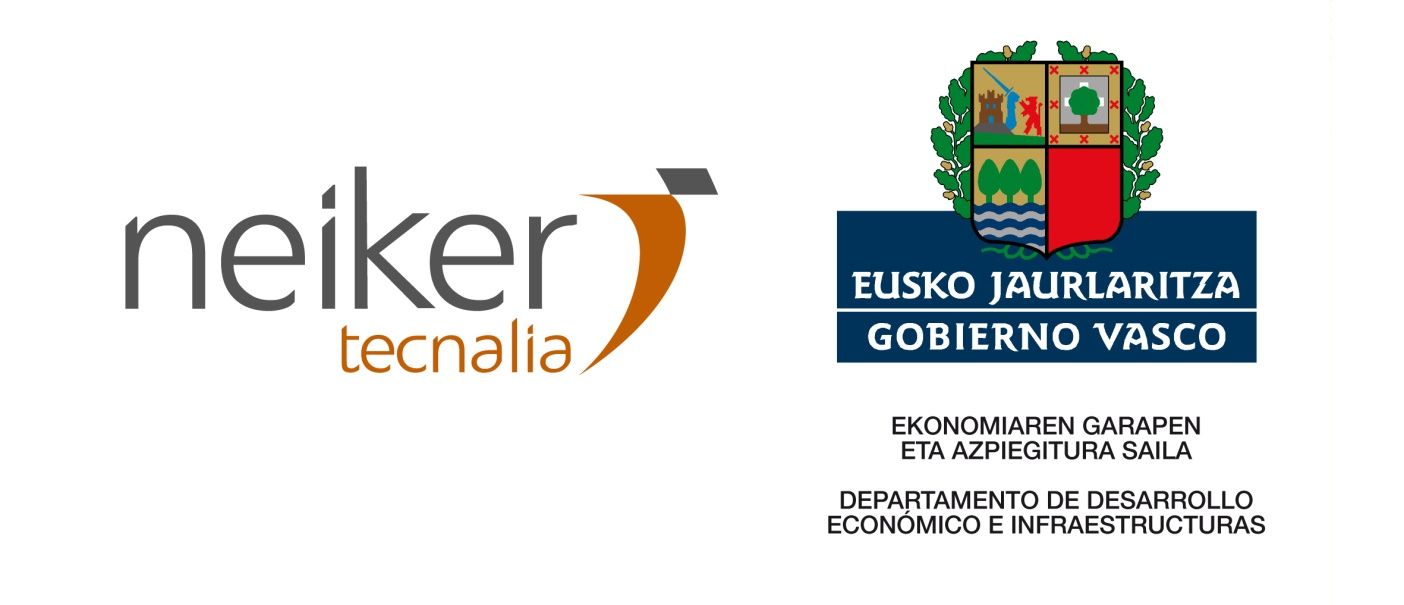 neiker
tecnalia
EUSKO JAURLARITZA
GOBIERNO VASCO
EKONOMIAREN GARAPEN
ETA AZPIEGITURA SAILA
DEPARTAMENTO DE DESARROLLO
ECONÓMICO E INFRAESTRUCTURAS